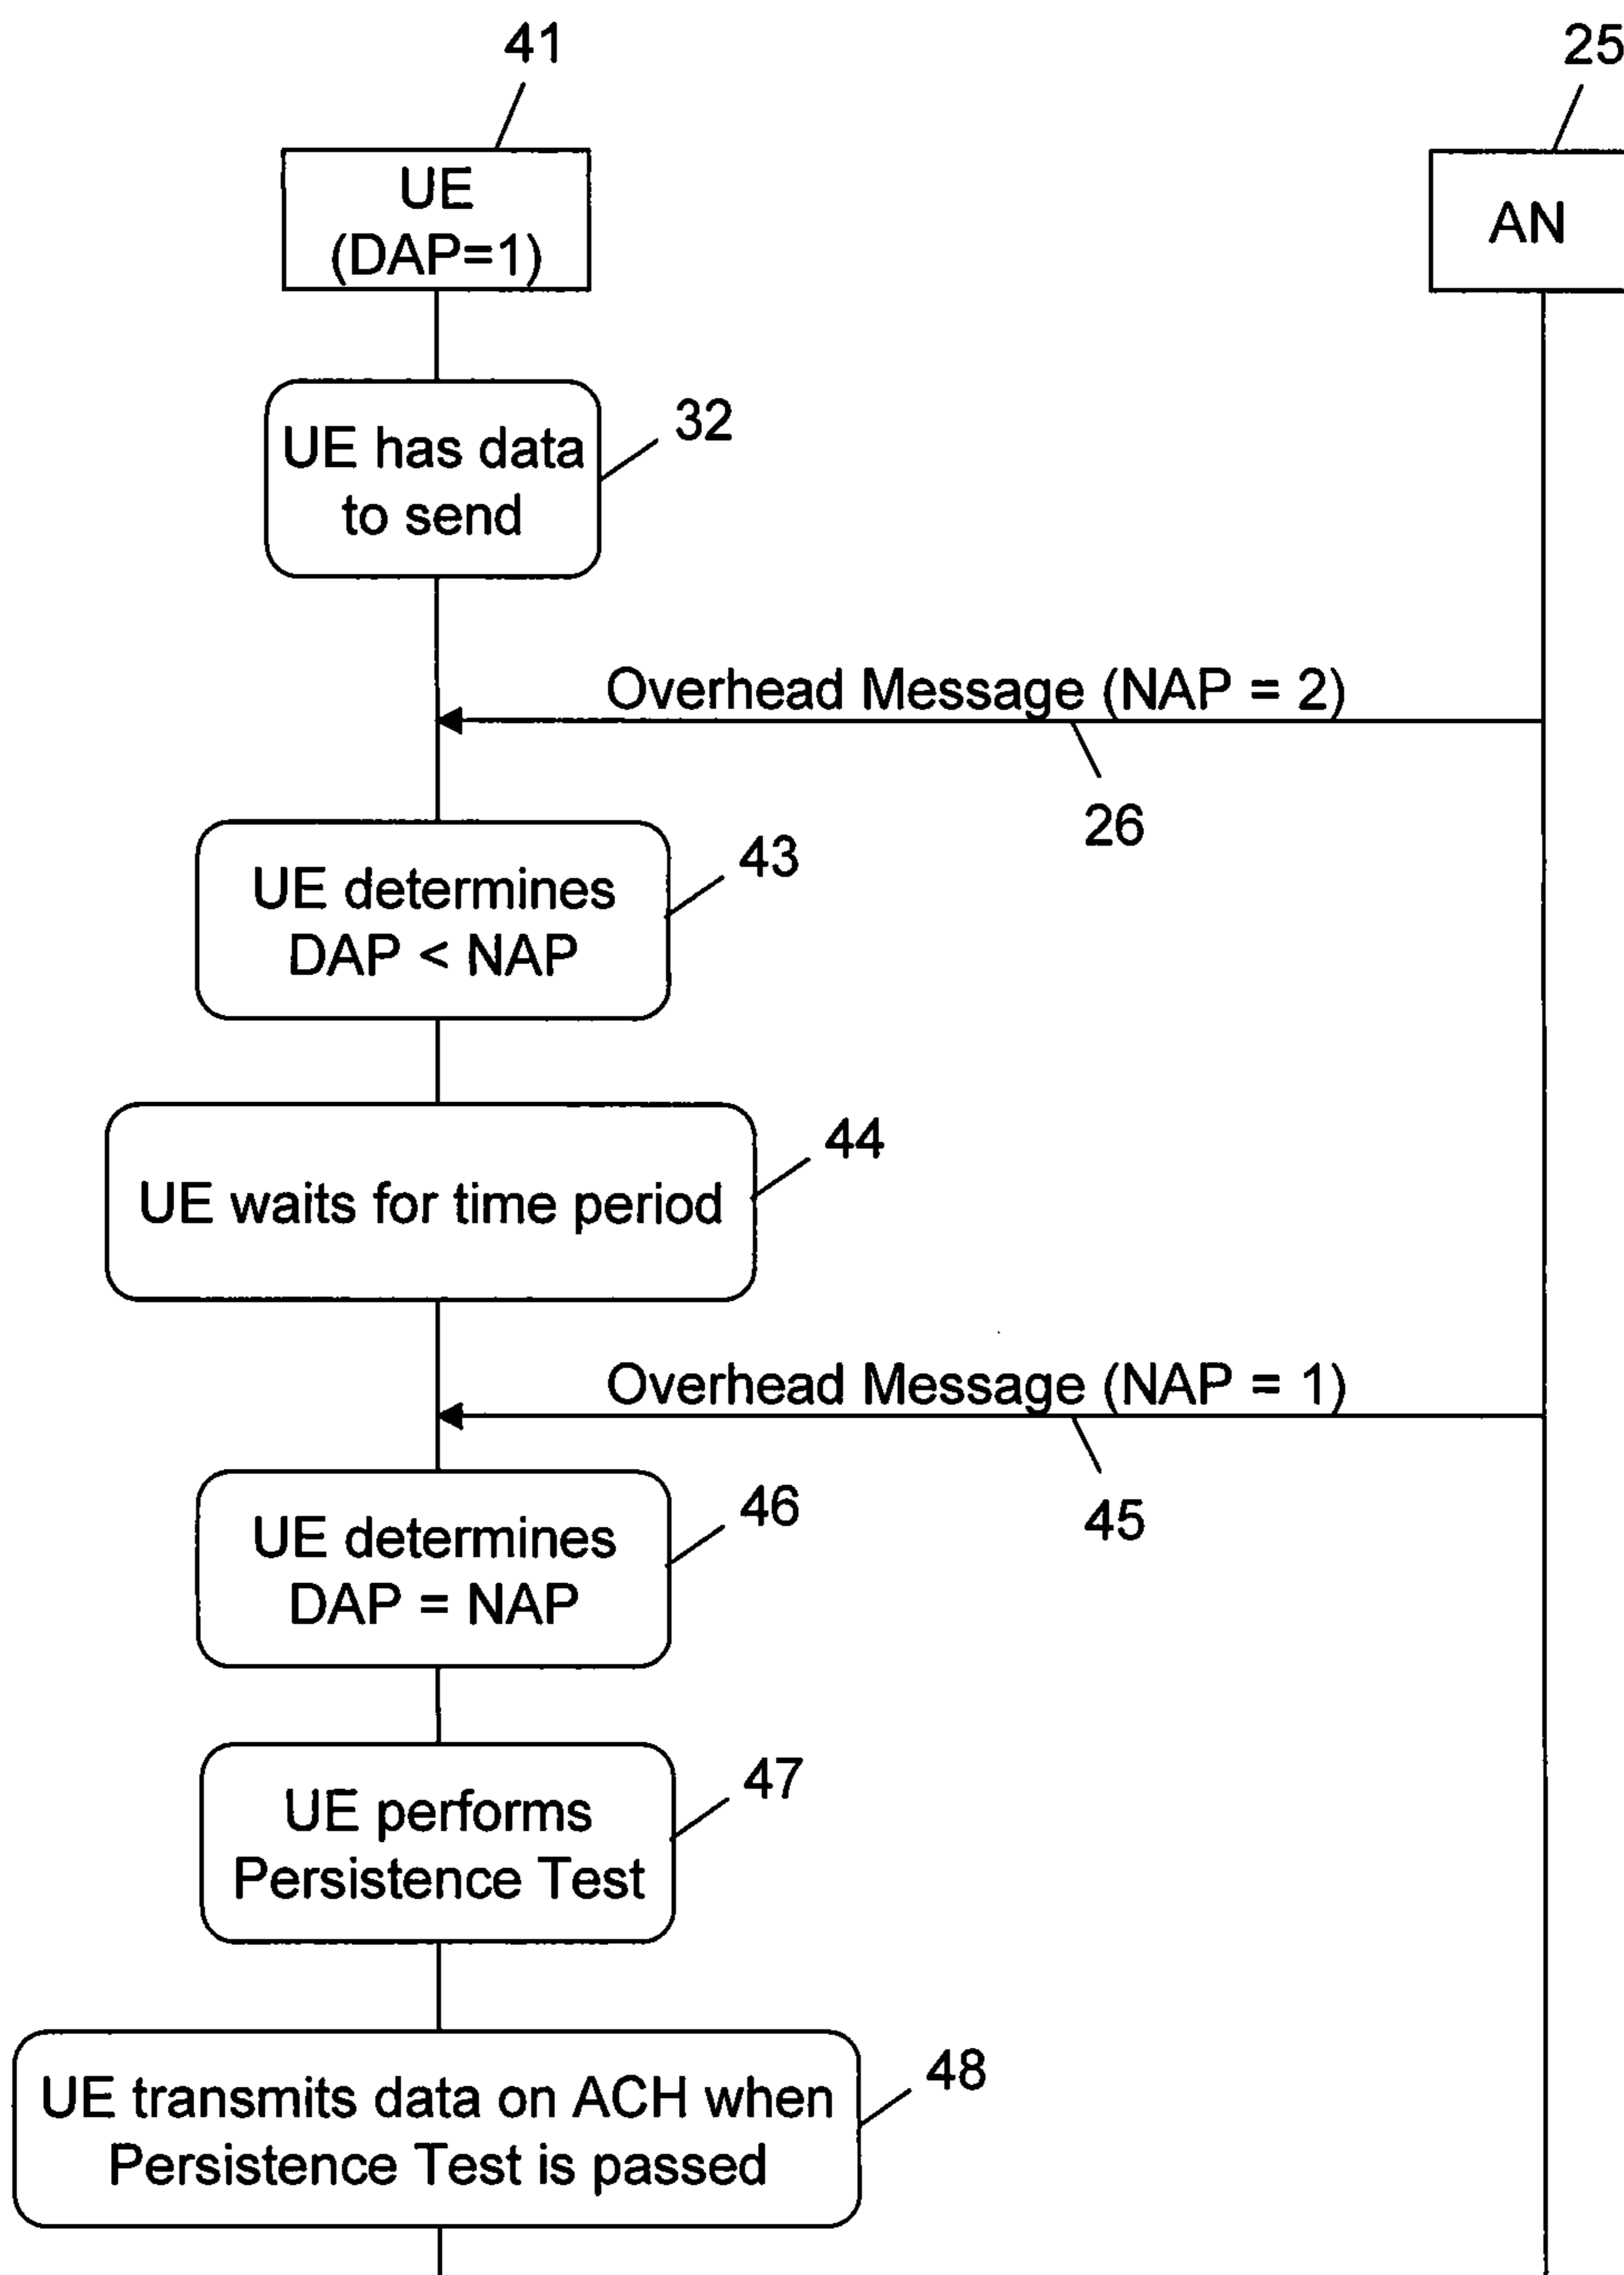 41
25
UE
(DAP=1)
AN
UE has data
to send
32
Overhead Message (NAP = 2)
26
UE determines
DAP < NAP
43
UE waits for time period
44
Overhead Message (NAP = 1)
45
UE determines
DAP = NAP
46
UE performs
Persistence Test
47
UE transmits data on ACH when
Persistence Test is passed
48